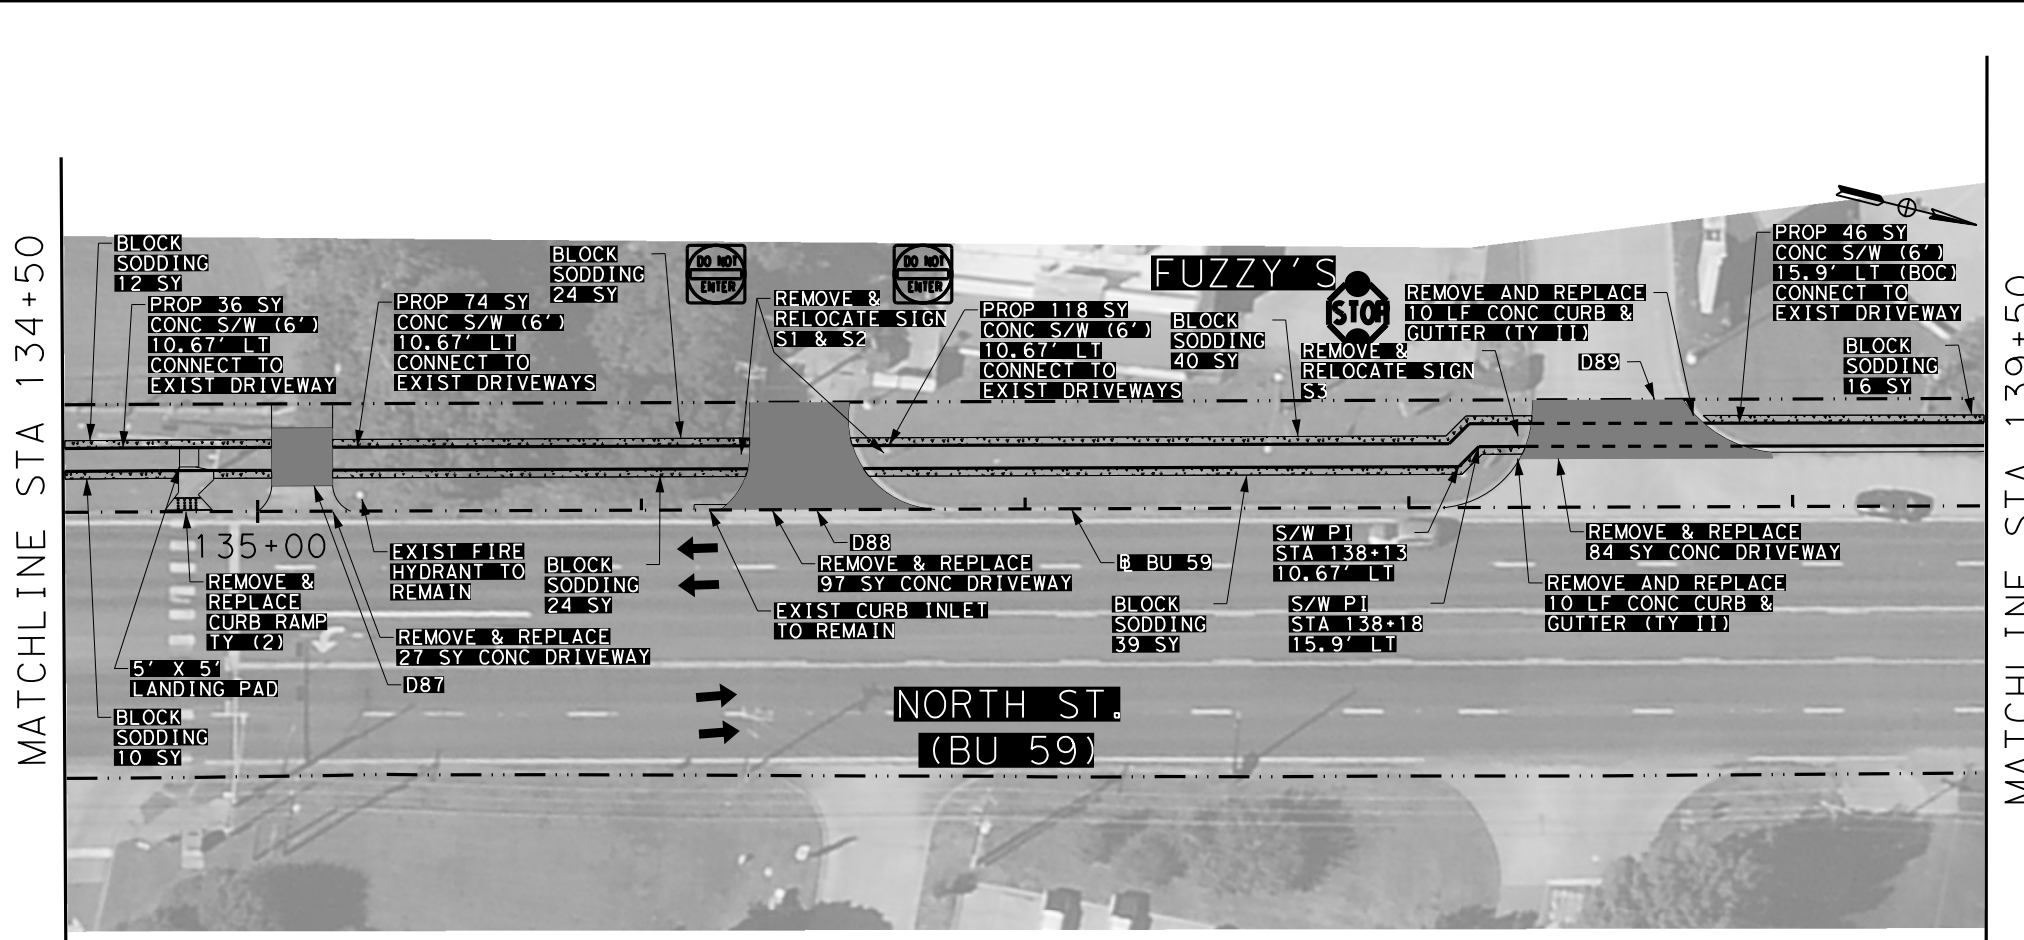 MATCHLINE STA 134+50
BLOCK
SODDING
12 SY
PROP 36 SY
CONC S/W (6')
10.67' LT
CONNECT TO
EXIST DRIVEWAY
PROP 74 SY
CONC S/W (6')
10.67' LT
CONNECT TO
EXIST DRIVEWAYS
BLOCK
SODDING
24 SY
DO NOT
ENTER
REMOVE &
RELOCATE SIGN
S1 & S2
DO NOT
ENTER
PROP 118 SY
CONC S/W (6')
10.67' LT
CONNECT TO
EXIST DRIVEWAYS
FUZZY'S
BLOCK
SODDING
40 SY
STOP
REMOVE &
RELOCATE SIGN
S3
REMOVE AND REPLACE
10 LF CONC CURB &
GUTTER (TY II)
D89
PROP 46 SY
CONC S/W (6')
15.9' LT (BOC)
CONNECT TO
EXIST DRIVEWAY
BLOCK
SODDING
16 SY
135+00
REMOVE &
REPLACE
CURB RAMP
TY (2)
5' X 5'
LANDING PAD
BLOCK
SODDING
10 SY
EXIST FIRE
HYDRANT TO
REMAIN
REMOVE & REPLACE
27 SY CONC DRIVEWAY
D87
BLOCK
SODDING
24 SY
D88
REMOVE & REPLACE
97 SY CONC DRIVEWAY
EXIST CURB INLET
TO REMAIN
BL BU 59
BLOCK
SODDING
39 SY
S/W PI
STA 138+13
10.67' LT
S/W PI
STA 138+18
15.9' LT
REMOVE & REPLACE
84 SY CONC DRIVEWAY
REMOVE AND REPLACE
10 LF CONC CURB &
GUTTER (TY II)
NORTH ST.
(BU 59)
MATCHLINE STA 139+50